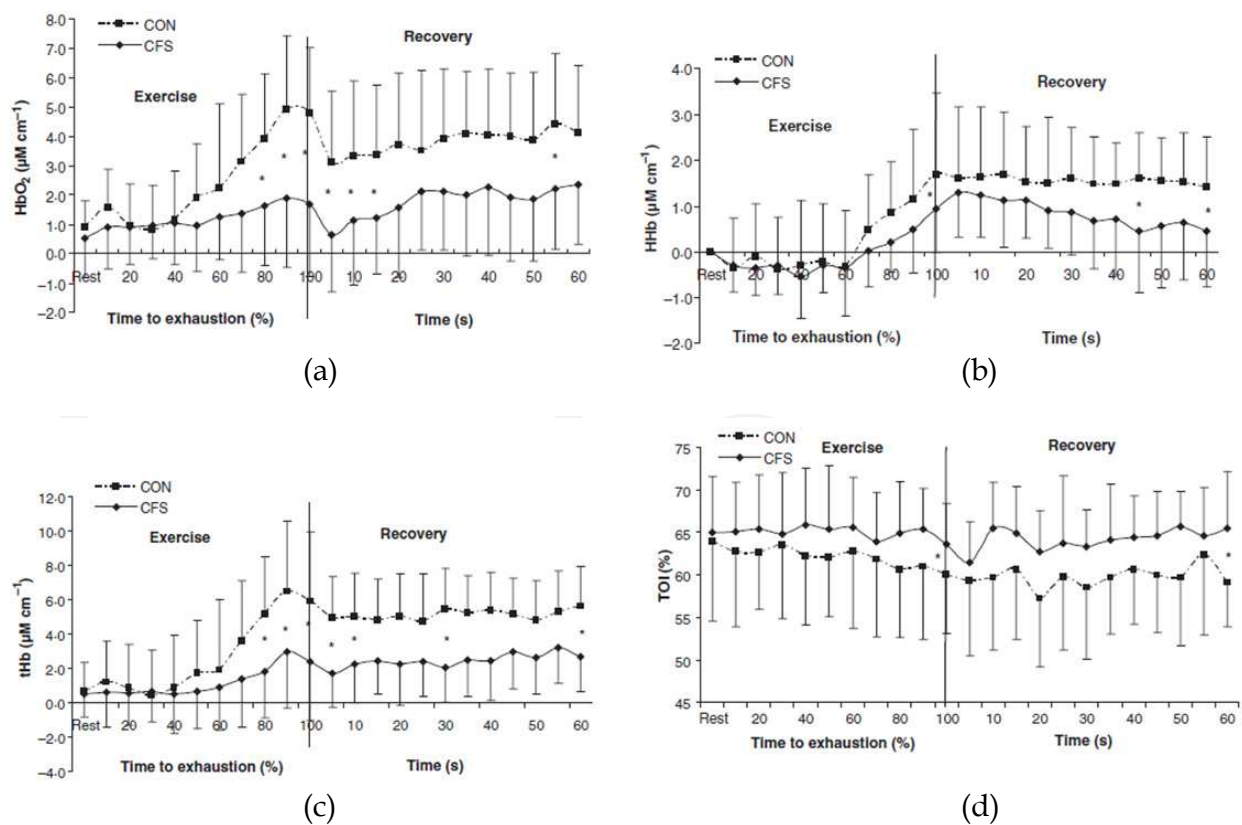 CON
CFS
Exercise
Recovery
HbO₂ (μM cm⁻¹)
8·0
7·0
6·0
5·0
4·0
3·0
2·0
1·0
0·0
−1·0
−2·0
* * * * * * *
Rest 20 40 60 80 100 10 20 30 40 50 60
Time to exhaustion (%)
Time (s)
(a)
CON
CFS
Exercise
Recovery
HHb (μM cm⁻¹)
4·0
3·0
2·0
1·0
0·0
−1·0
−2·0
* * *
Rest 20 40 60 80 100 10 20 30 40 50 60
Time to exhaustion (%)
Time (s)
(b)
CON
CFS
Exercise
Recovery
tHb (μM cm⁻¹)
12·0
10·0
8·0
6·0
4·0
2·0
0·0
−2·0
−4·0
* * * * * * *
Rest 20 40 60 80 100 10 20 30 40 50 60
Time to exhaustion (%)
Time (s)
(c)
CON
CFS
Exercise
Recovery
TOI (%)
75
70
65
60
55
50
45
* *
Rest 20 40 60 80 100 10 20 30 40 50 60
Time to exhaustion (%)
Time (s)
(d)